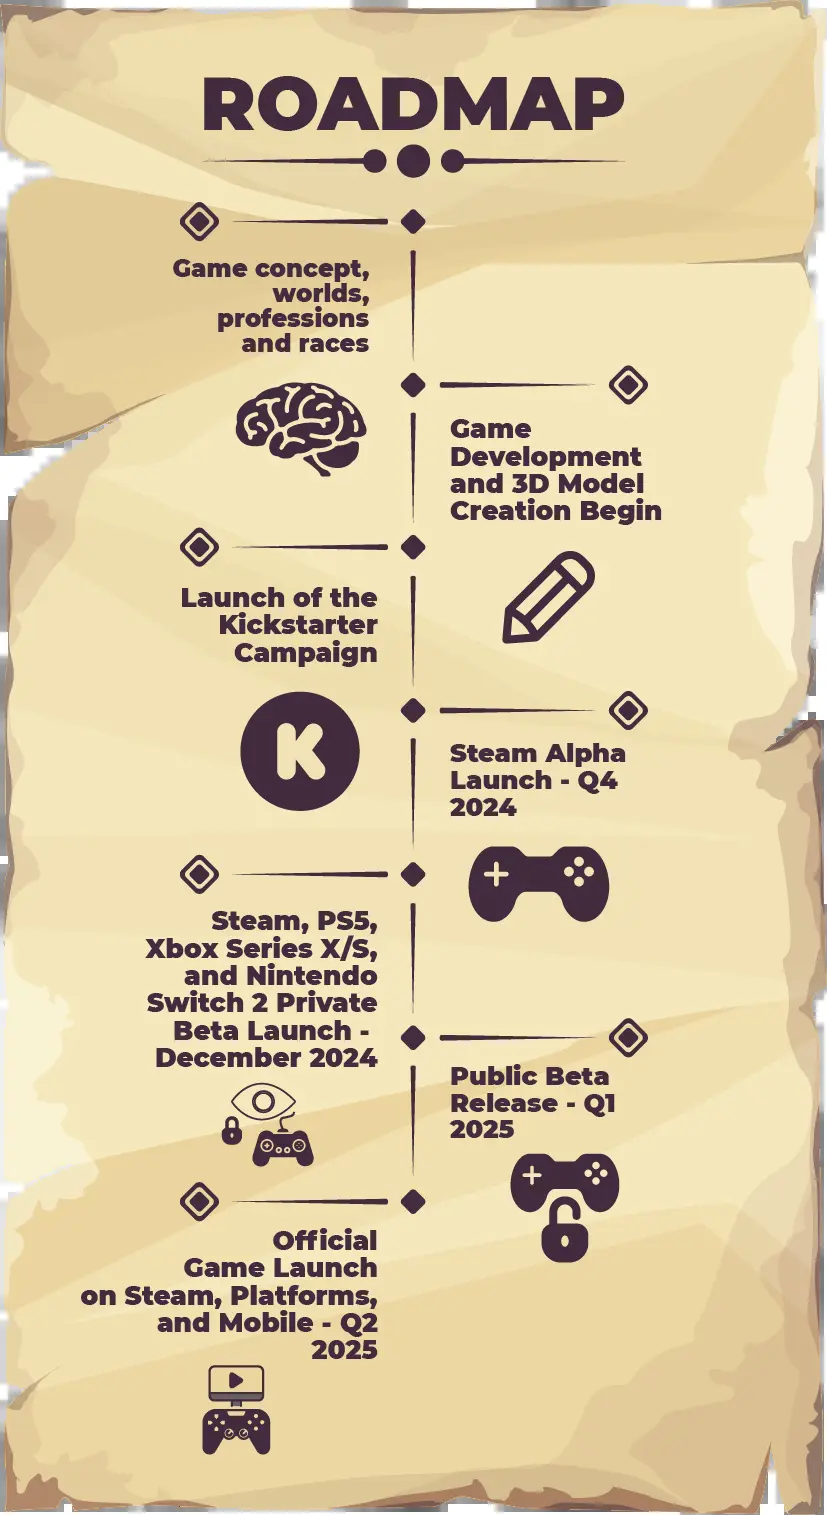 ROADMAP
Game concept,
worlds,
professions
and races
Game
Development
and 3D Model
Creation Begin
Launch of the
Kickstarter
Campaign
K
Steam Alpha
Launch - Q4
2024
Steam, PS5,
Xbox Series X/S,
and Nintendo
Switch 2 Private
Beta Launch -
December 2024
Public Beta
Release - Q1
2025
Official
Game Launch
on Steam, Platforms,
and Mobile - Q2
2025